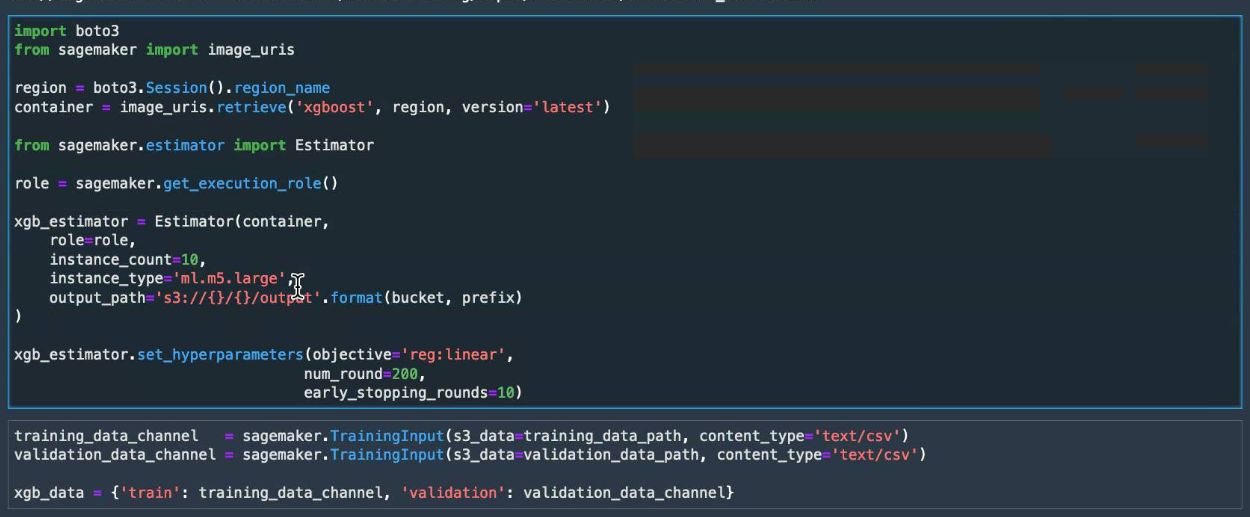 import boto3
from sagemaker import image_uris
region = boto3.Session().region_name
container = image_uris.retrieve('xgboost', region, version='latest')
from sagemaker.estimator import Estimator
role = sagemaker.get_execution_role()
xgb_estimator = Estimator(container,
    role=role,
    instance_count=10,
    instance_type='ml.m5.large',
    output_path='s3://{}/{}/output'.format(bucket, prefix)
)
xgb_estimator.set_hyperparameters(objective='reg:linear',
                                 num_round=200,
                                 early_stopping_rounds=10)
training_data_channel   = sagemaker.TrainingInput(s3_data=training_data_path, content_type='text/csv')
validation_data_channel = sagemaker.TrainingInput(s3_data=validation_data_path, content_type='text/csv')
xgb_data = {'train': training_data_channel, 'validation': validation_data_channel}